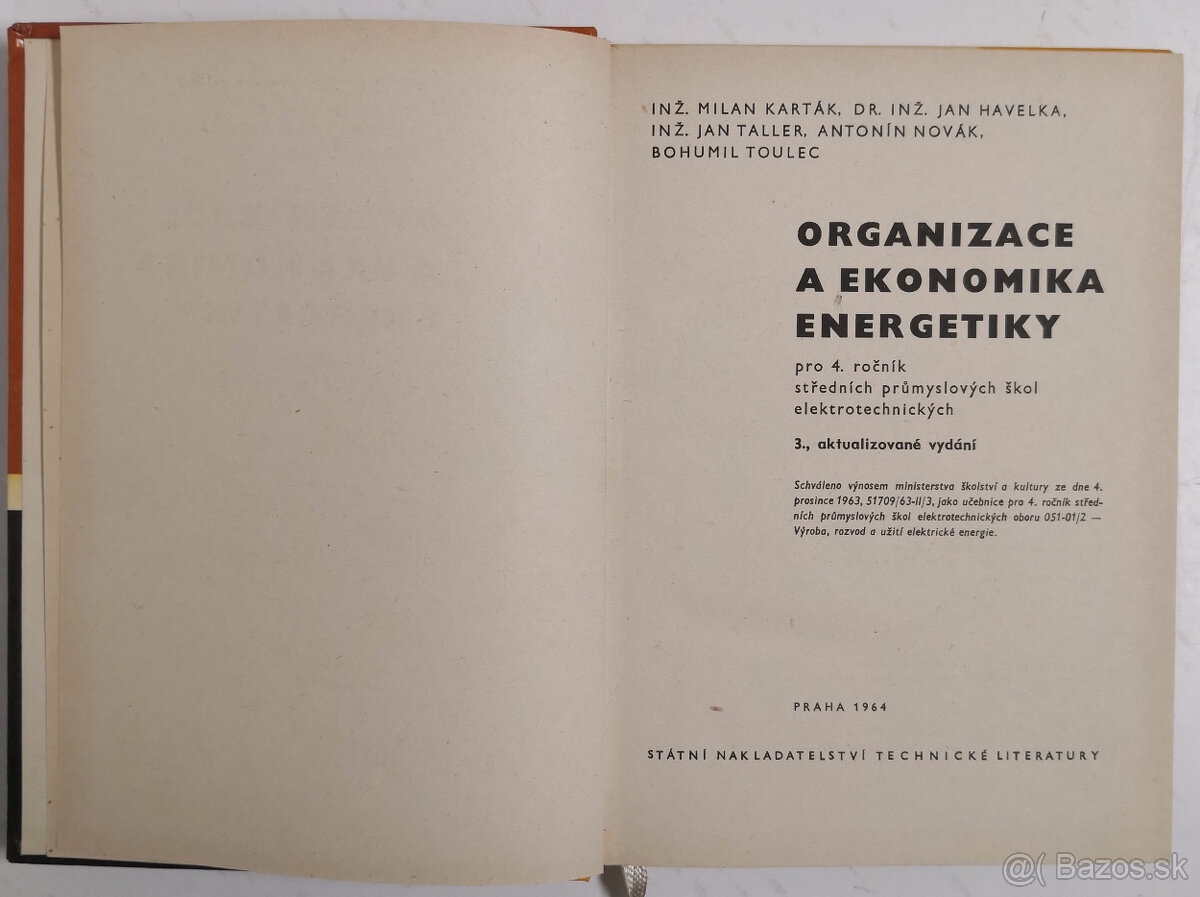 INŽ. MILAN KARTÁK, DR. INŽ. JAN HAVELKA,
INŽ. JAN TALLER, ANTONÍN NOVÁK,
BOHUMIL TOULEC
ORGANIZACE
A EKONOMIKA
ENERGETIKY
pro 4. ročník
středních průmyslových škol
elektrotechnických
3., aktualizované vydání
Schváleno výnosem ministerstva školství a kultury ze dne 4.
prosince 1963, 51709/63-II/3, jako učebnice pro 4. ročník střed-
ních průmyslových škol elektrotechnických oboru 051-01/2 —
Výroba, rozvod a užití elektrické energie.
PRAHA 1964
STÁTNÍ NAKLADATELSTVÍ TECHNICKÉ LITERATURY
@( Bazos.sk